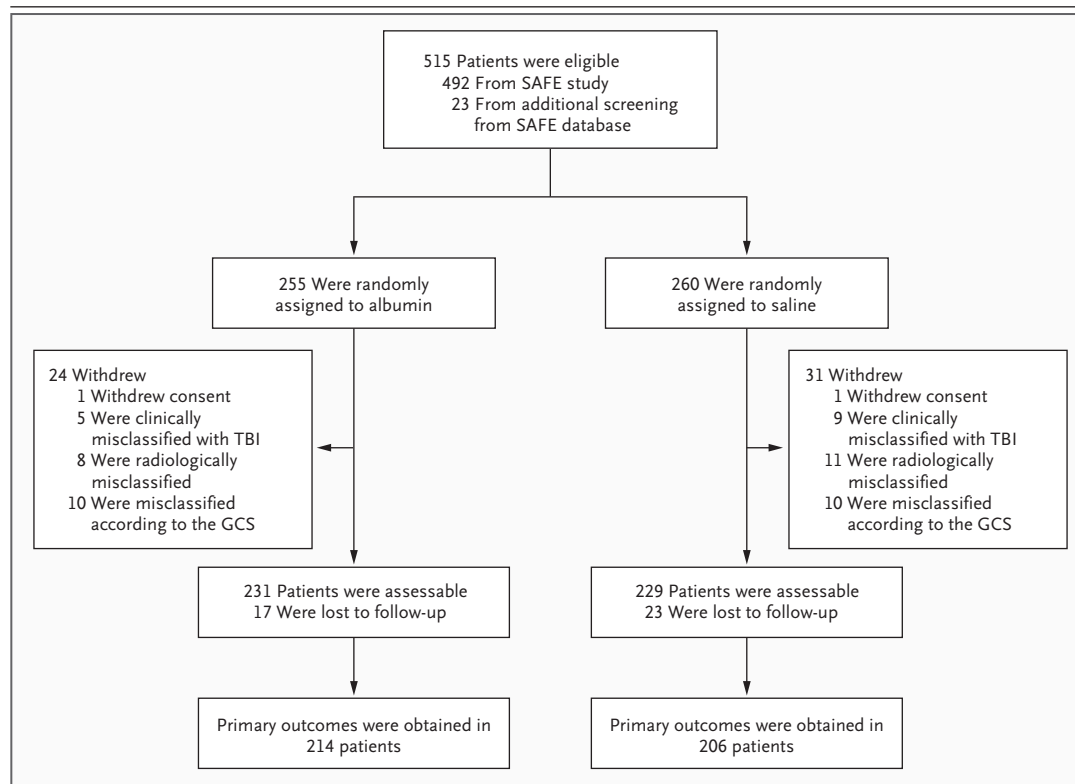 515 Patients were eligible
492 From SAFE study
23 From additional screening
from SAFE database
255 Were randomly
assigned to albumin
260 Were randomly
assigned to saline
24 Withdrew
1 Withdrew consent
5 Were clinically
misclassified with TBI
8 Were radiologically
misclassified
10 Were misclassified
according to the GCS
31 Withdrew
1 Withdrew consent
9 Were clinically
misclassified with TBI
11 Were radiologically
misclassified
10 Were misclassified
according to the GCS
231 Patients were assessable
17 Were lost to follow-up
229 Patients were assessable
23 Were lost to follow-up
Primary outcomes were obtained in
214 patients
Primary outcomes were obtained in
206 patients